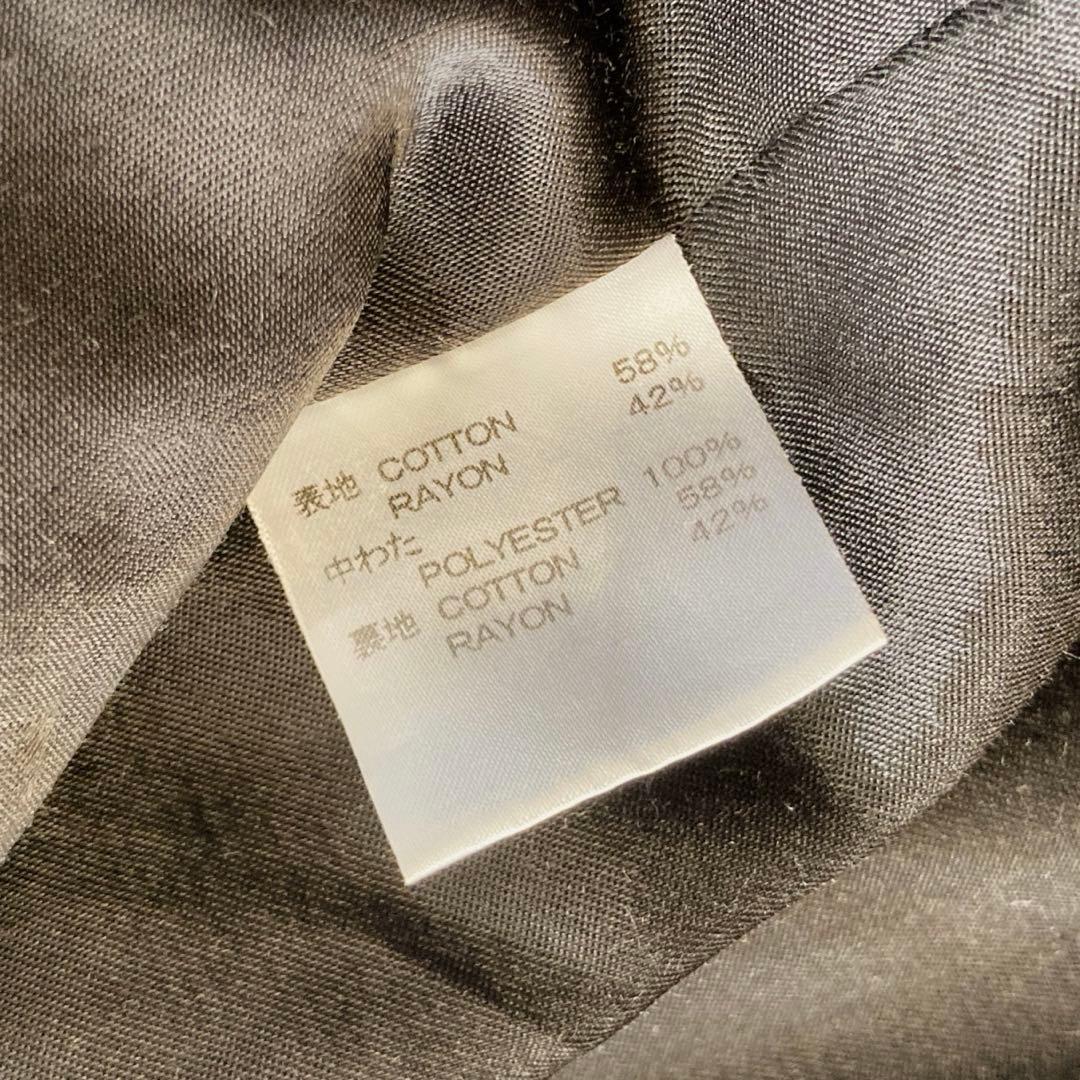 表地 COTTON 58%
RAYON 42%
中わた
POLYESTER 100%
裏地 COTTON 58%
RAYON 42%